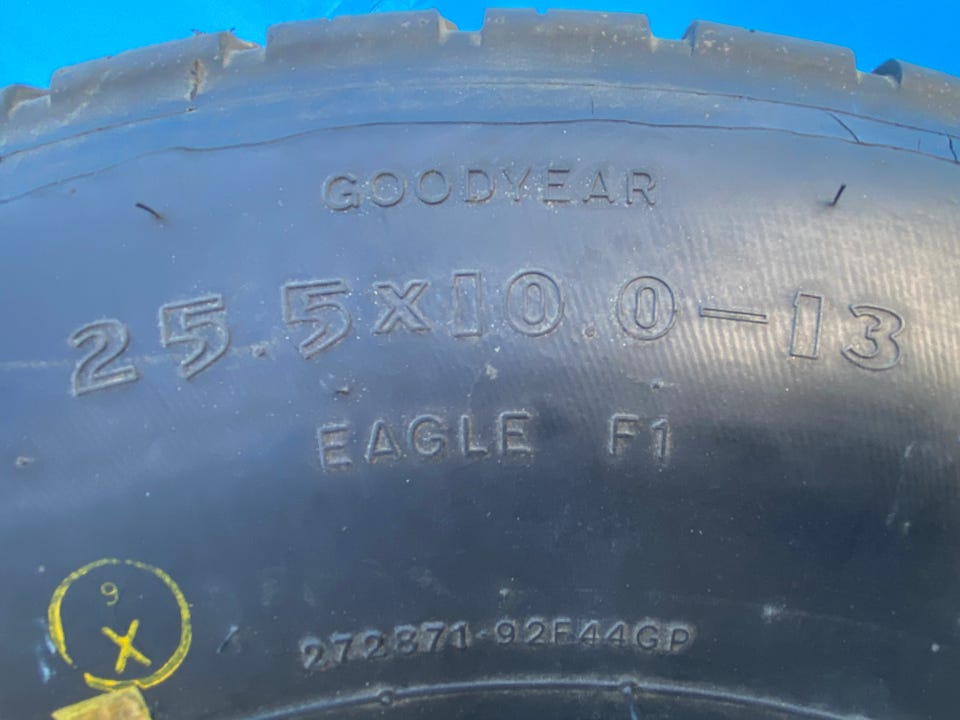 GOODYEAR
25.5x10.0-13
EAGLE F1
9
X
272871-92F44GP